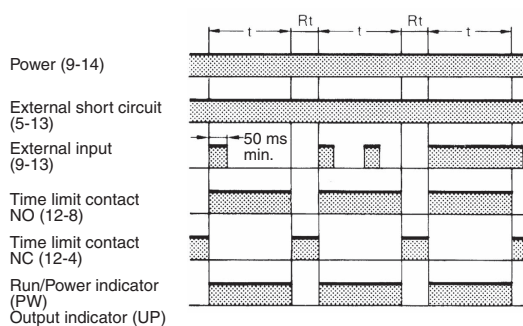 Rt Rt
t t t
Power (9-14)
External short circuit
(5-13)
External input
(9-13)
50 ms
min.
Time limit contact
NO (12-8)
Time limit contact
NC (12-4)
Run/Power indicator
(PW)
Output indicator (UP)